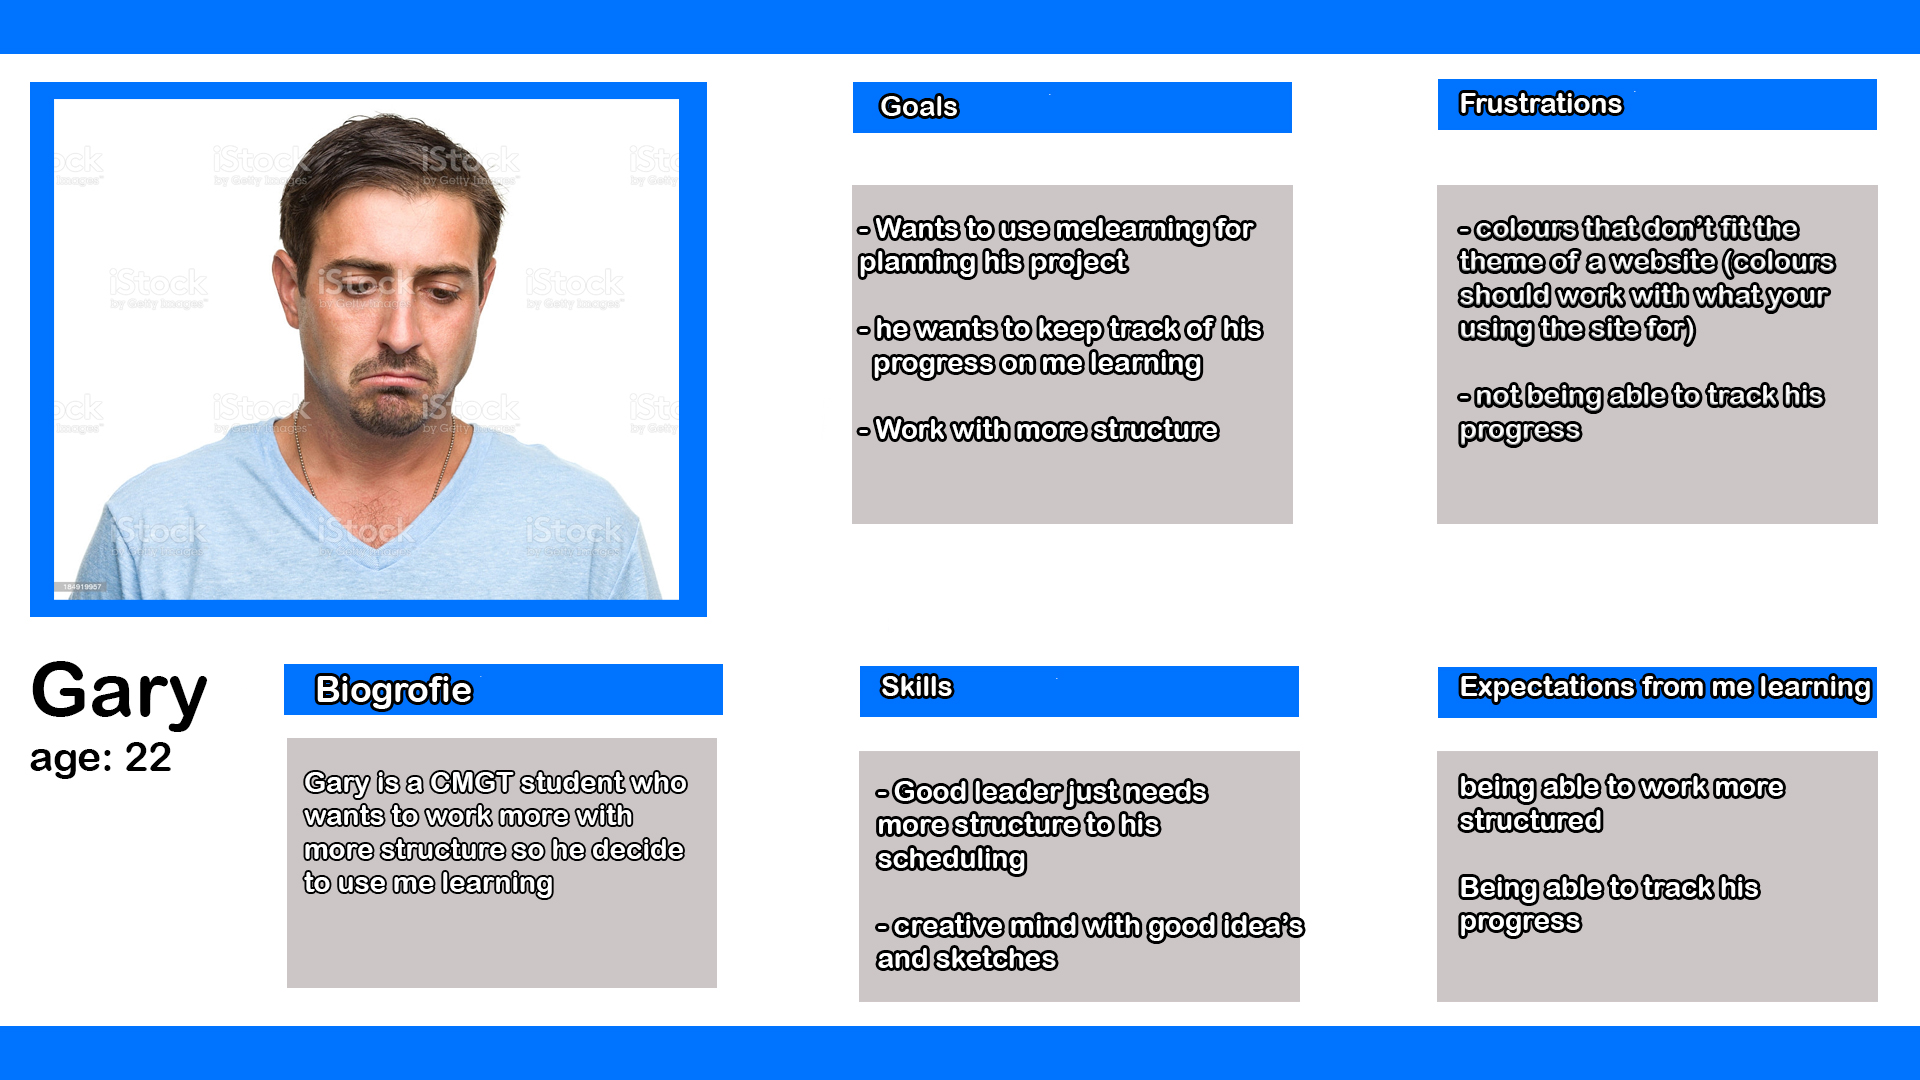 iStock
by Getty Images™
184919957
Gary
age: 22
Biogrofie
Gary is a CMGT student who
wants to work more with
more structure so he decide
to use me learning
Goals
- Wants to use melearning for
planning his project
- he wants to keep track of his
progress on me learning
- Work with more structure
Frustrations
- colours that don't fit the
theme of a website (colours
should work with what your
using the site for)
- not being able to track his
progress
Skills
- Good leader just needs
more structure to his
scheduling
- creative mind with good idea's
and sketches
Expectations from me learning
being able to work more
structured
Being able to track his
progress